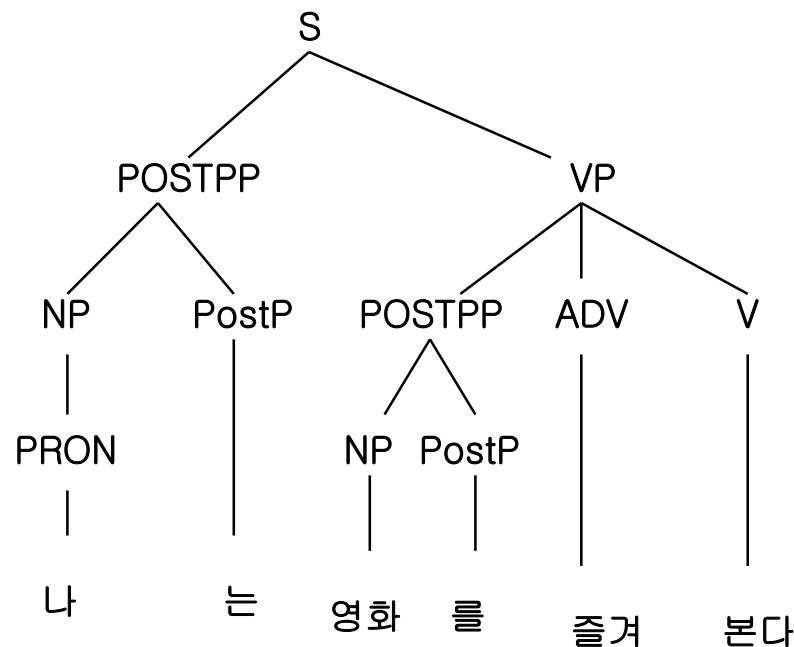 S
POSTPP VP
NP PostP POSTPP ADV V
PRON NP PostP
나 는 영화 를 즐겨 본다